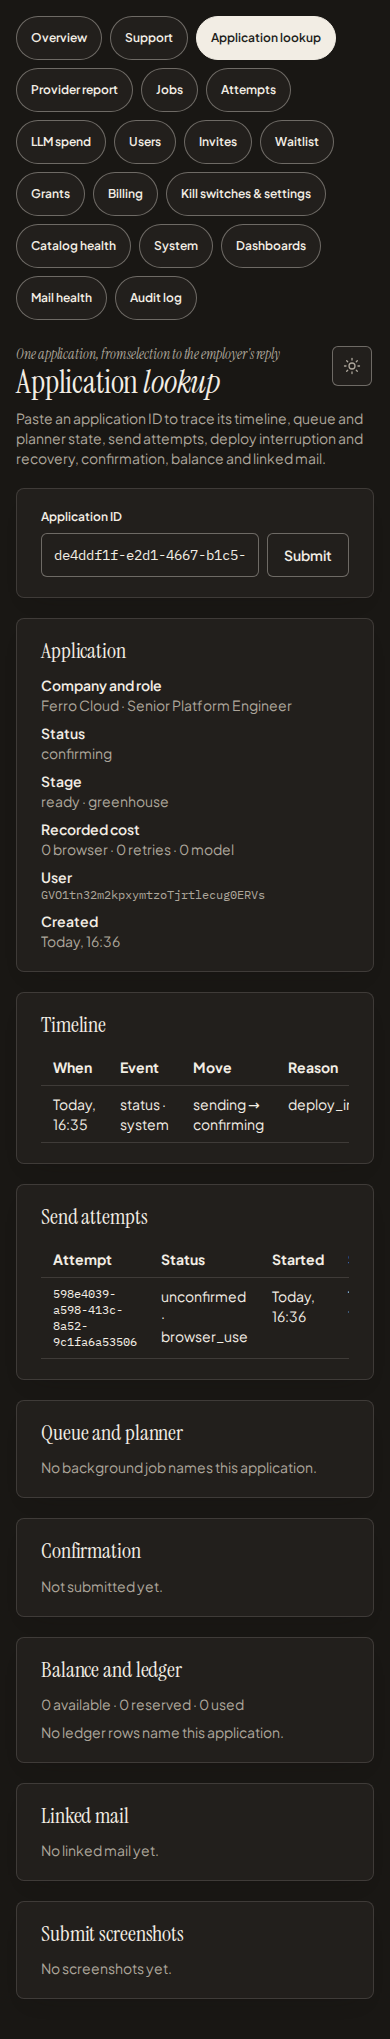 Overview Support Application lookup
Provider report Jobs Attempts
LLM spend Users Invites Waitlist
Grants Billing Kill switches & settings
Catalog health System Dashboards
Mail health Audit log
One application, from selection to the employer's reply
Application lookup
Paste an application ID to trace its timeline, queue and
planner state, send attempts, deploy interruption and
recovery, confirmation, balance and linked mail.
Application ID
de4ddf1f-e2d1-4667-b1c5- Submit
Application
Company and role
Ferro Cloud · Senior Platform Engineer
Status
confirming
Stage
ready · greenhouse
Recorded cost
0 browser · 0 retries · 0 model
User
GVO1tn32m2kpxymtzoTjrtlecug0ERVs
Created
Today, 16:36
Timeline
When Event Move Reason
Today, status · sending → deploy_i
16:35 system confirming
Send attempts
Attempt Status Started
598e4039- unconfirmed Today,
a598-413c- · 16:36
8a52- browser_use
9c1fa6a53506
Queue and planner
No background job names this application.
Confirmation
Not submitted yet.
Balance and ledger
0 available · 0 reserved · 0 used
No ledger rows name this application.
Linked mail
No linked mail yet.
Submit screenshots
No screenshots yet.